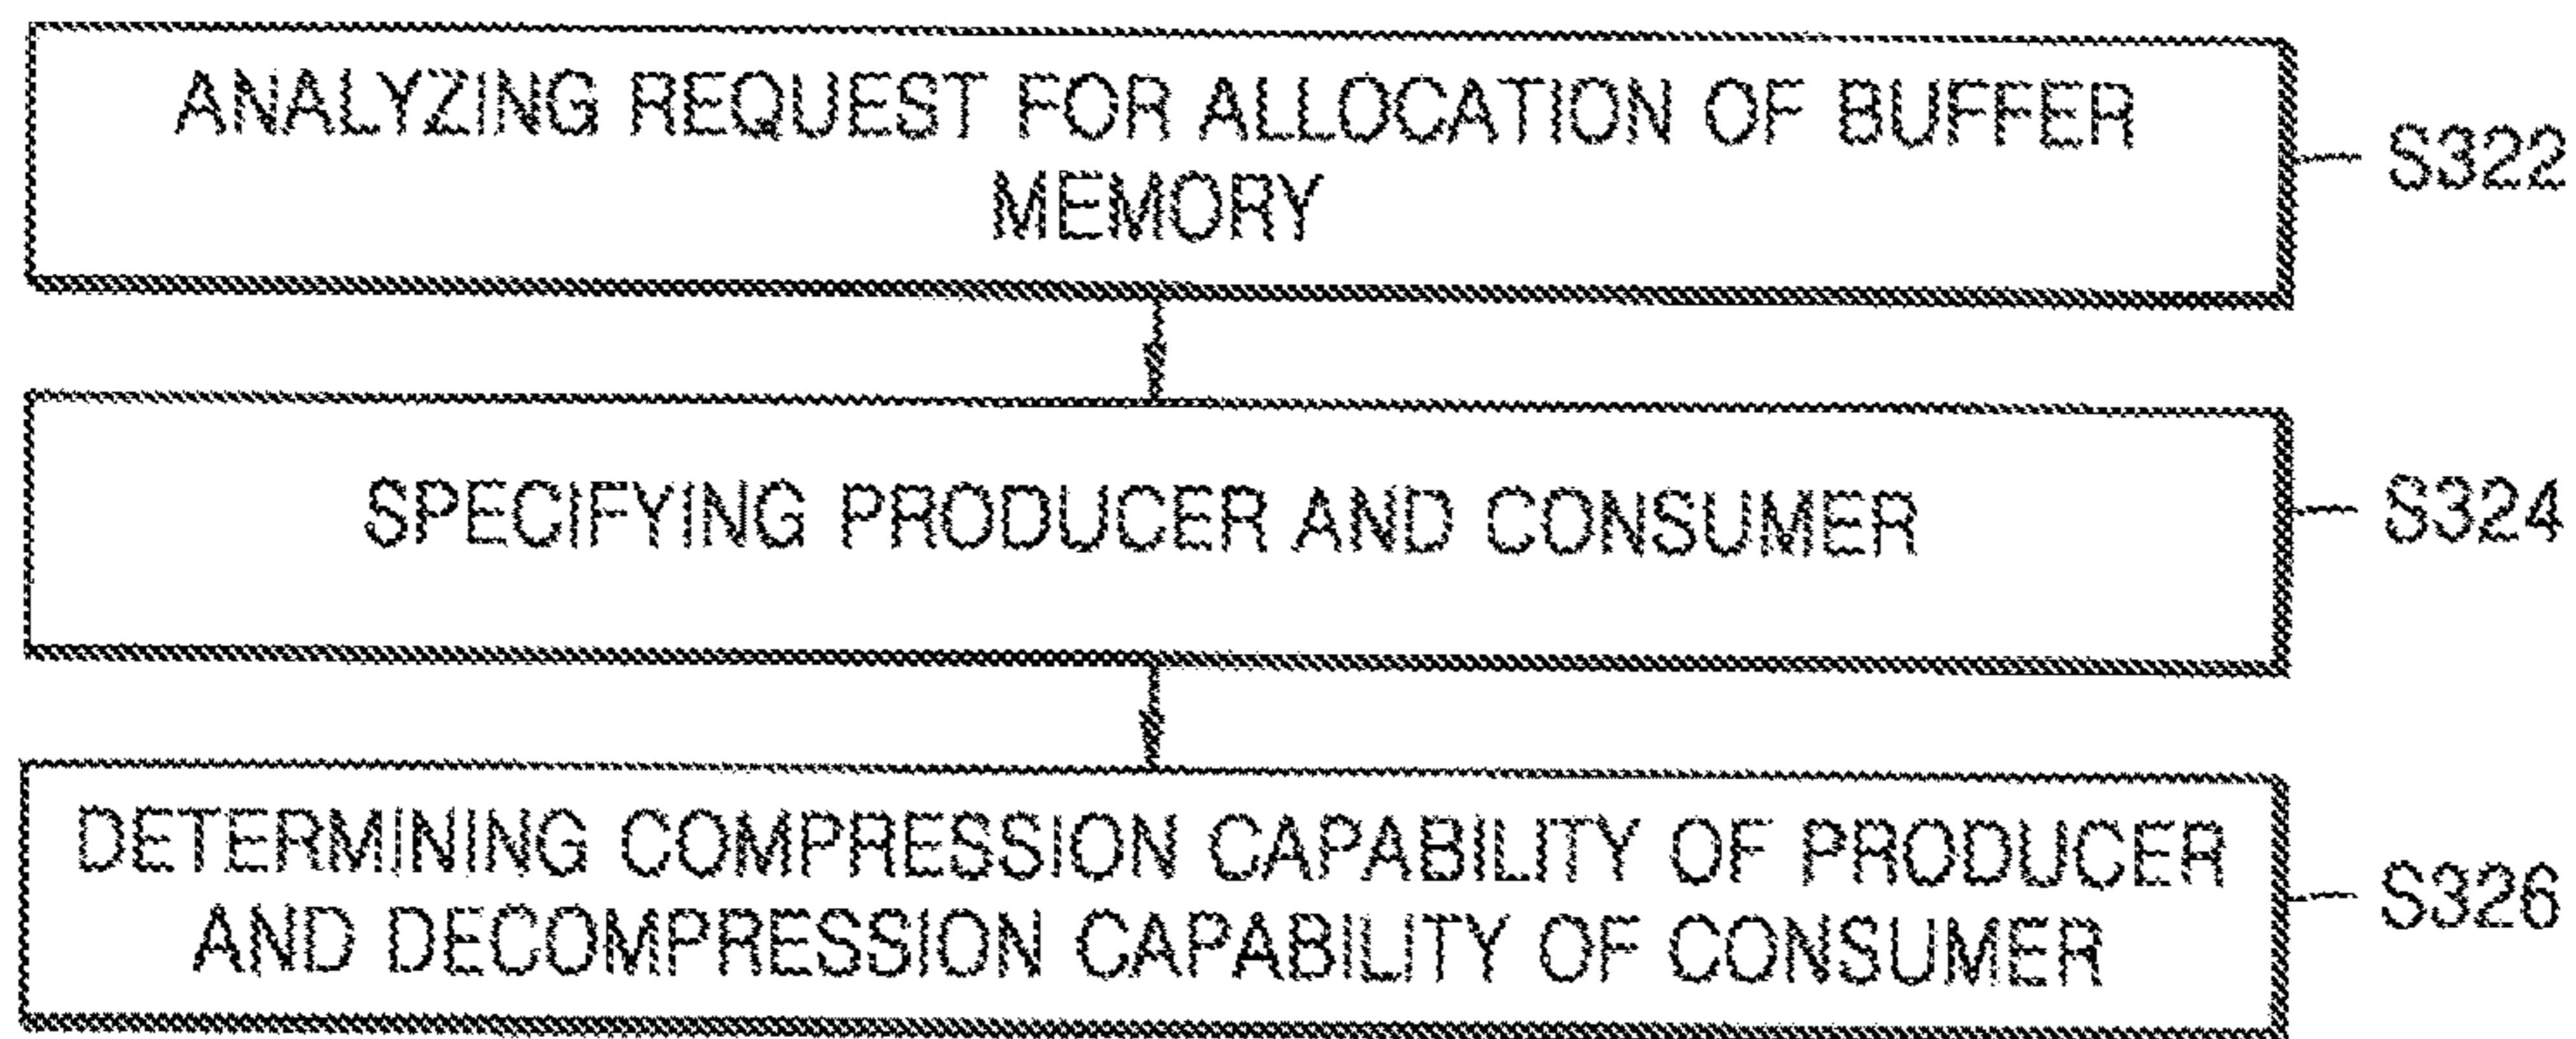 ANALYZING REQUEST FOR ALLOCATION OF BUFFER
MEMORY
S322
SPECIFYING PRODUCER AND CONSUMER
S324
DETERMINING COMPRESSION CAPABILITY OF PRODUCER
AND DECOMPRESSION CAPABILITY OF CONSUMER
S326